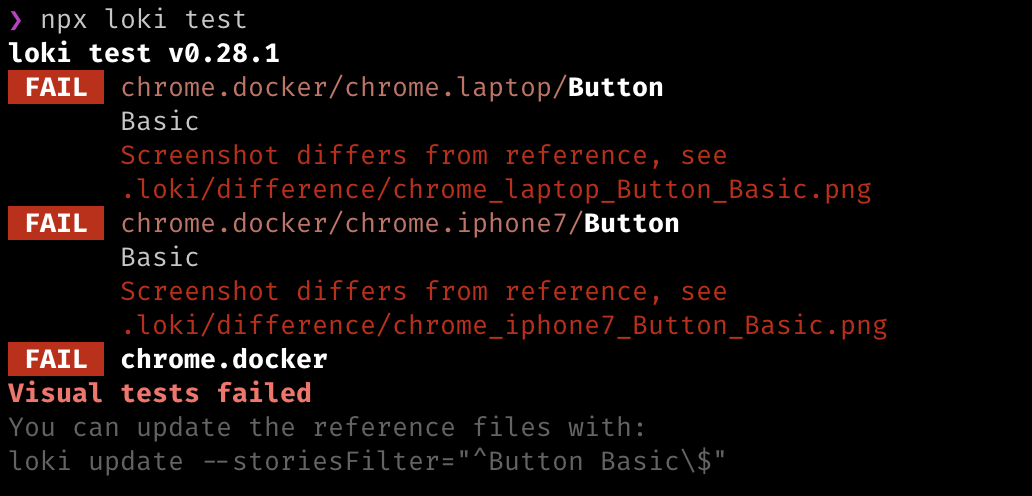 ❯ npx loki test
loki test v0.28.1
FAIL chrome.docker/chrome.laptop/Button
Basic
Screenshot differs from reference, see
.loki/difference/chrome_laptop_Button_Basic.png
FAIL chrome.docker/chrome.iphone7/Button
Basic
Screenshot differs from reference, see
.loki/difference/chrome_iphone7_Button_Basic.png
FAIL chrome.docker
Visual tests failed
You can update the reference files with:
loki update --storiesFilter="^Button Basic\$"